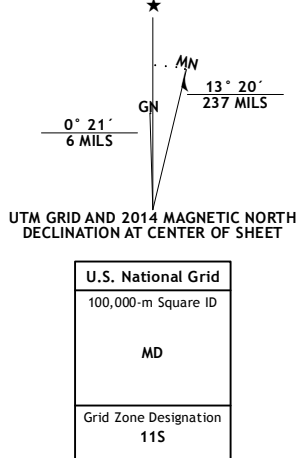 ★
MN
13° 20´
237 MILS
GN
0° 21´
6 MILS
UTM GRID AND 2014 MAGNETIC NORTH
DECLINATION AT CENTER OF SHEET
U.S. National Grid
100,000-m Square ID
MD
Grid Zone Designation
11S